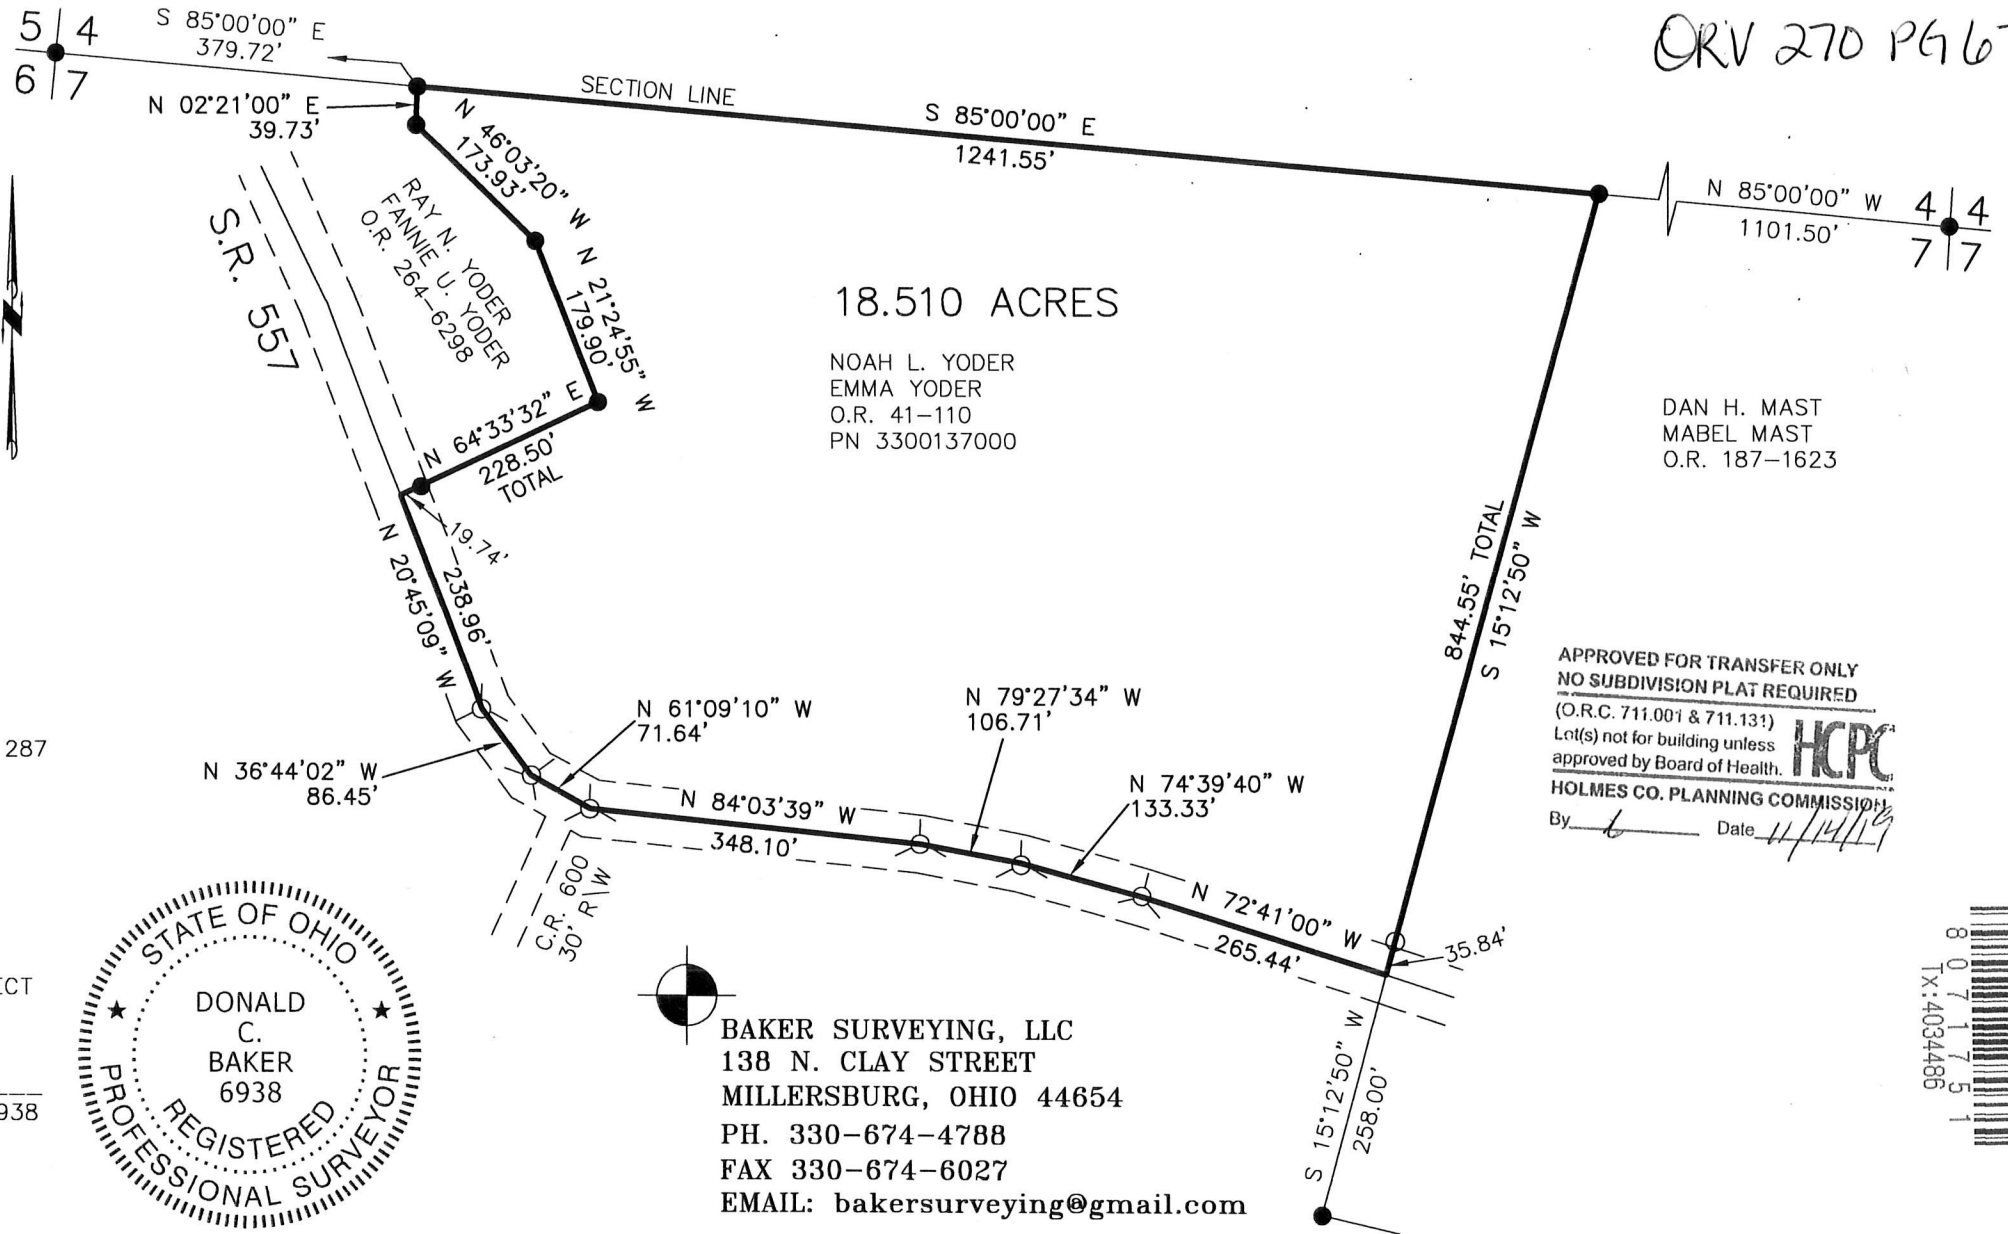 ORV 270 PG
5 4
6 7
S 85°00'00" E
379.72'
N 02°21'00" E
39.73'
SECTION LINE
S 85°00'00" E
1241.55'
N 85°00'00" W
1101.50'
4 4
7 7
N 46°03'20" W
173.93'
N 21°24'55" W
179.90'
RAY N. YODER
FANNIE U. YODER
O.R. 264-6298
S.R. 557
18.510 ACRES
NOAH L. YODER
EMMA YODER
O.R. 41-110
PN 3300137000
DAN H. MAST
MABEL MAST
O.R. 187-1623
N 64°33'32" E
228.50'
TOTAL
19.74'
N 20°45'09" W
238.96'
844.55' TOTAL
S 15°12'50" W
APPROVED FOR TRANSFER ONLY
NO SUBDIVISION PLAT REQUIRED
(O.R.C. 711.001 & 711.131)
Lot(s) not for building unless
approved by Board of Health.
HCPC
HOLMES CO. PLANNING COMMISSION
By Date 11/14/19
287
N 36°44'02" W
86.45'
N 61°09'10" W
71.64'
N 79°27'34" W
106.71'
N 74°39'40" W
133.33'
N 84°03'39" W
348.10'
N 72°41'00" W
265.44'
35.84'
C.R. 600
30' R\W
S 15°12'50" W
258.00'
STATE OF OHIO
DONALD
C.
BAKER
6938
REGISTERED
PROFESSIONAL SURVEYOR
BAKER SURVEYING, LLC
138 N. CLAY STREET
MILLERSBURG, OHIO 44654
PH. 330-674-4788
FAX 330-674-6027
EMAIL: bakersurveying@gmail.com
8071751
Tx:4034486